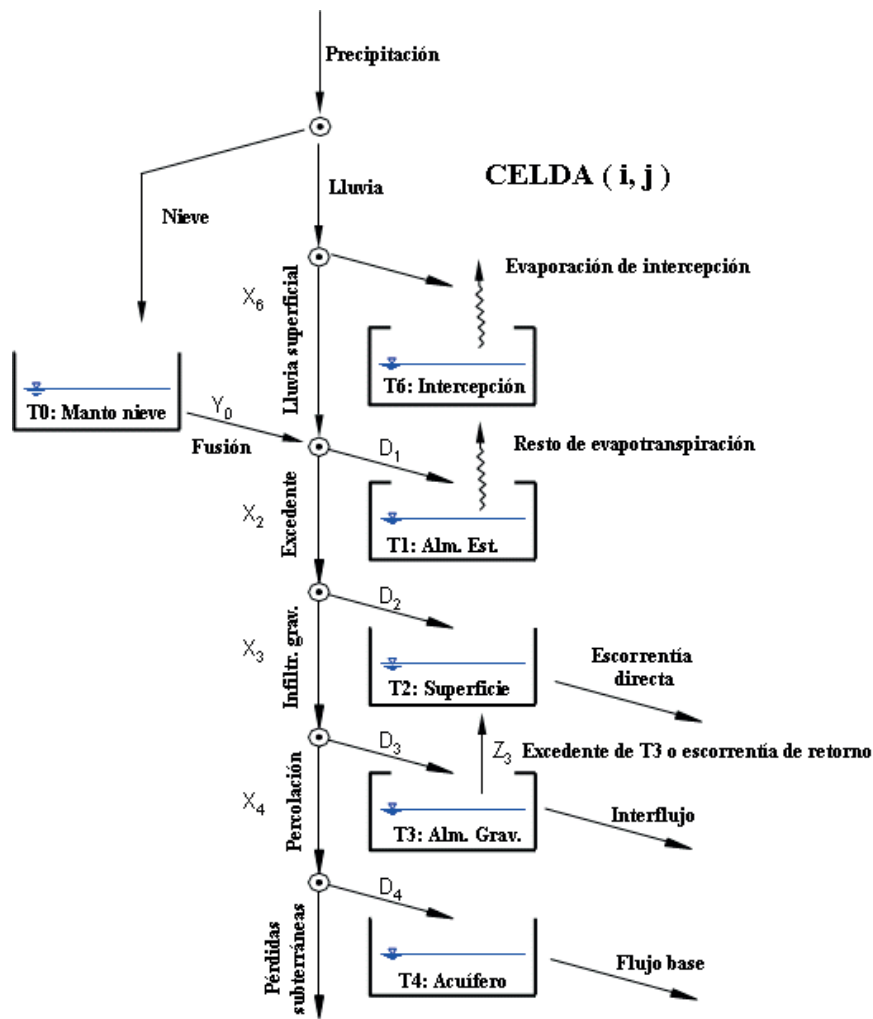 Precipitación
CELDA ( i, j )
Lluvia
Nieve
Evaporación de intercepción
X6
Lluvia superficial
T6: Intercepción
T0: Manto nieve
Y0
Fusión
D1
Resto de evapotranspiración
X2
Excedente
T1: Alm. Est.
D2
X3
Infiltr. grav.
T2: Superficie
Escorrentía
directa
D3
Z3
Excedente de T3 o escorrentía de retorno
X4
Percolación
T3: Alm. Grav.
Interflujo
D4
Pérdidas
subterráneas
T4: Acuífero
Flujo base